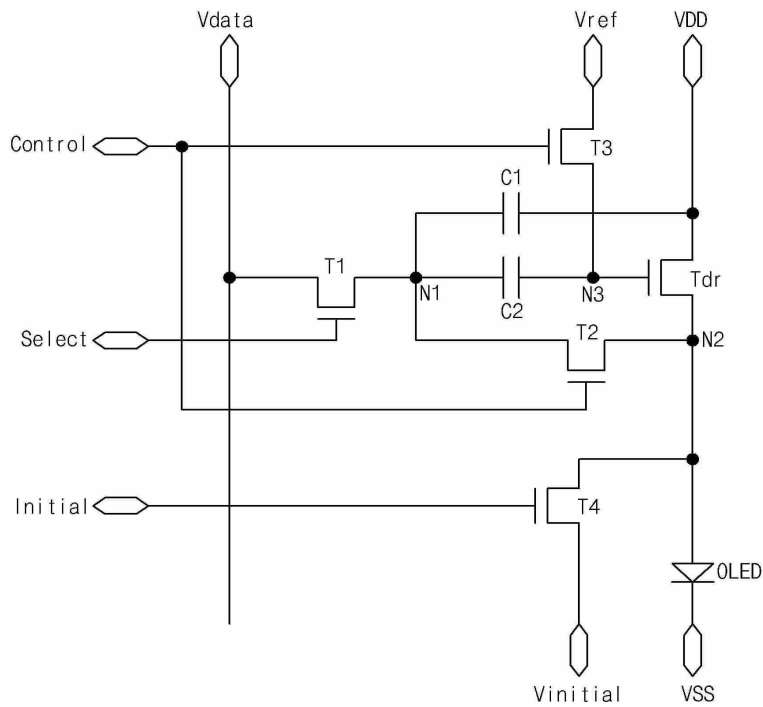 Vdata
Vref
VDD
Control
T3
C1
T1
Tdr
N1
N3
C2
Select
T2
N2
Initial
T4
OLED
Vinitial
VSS